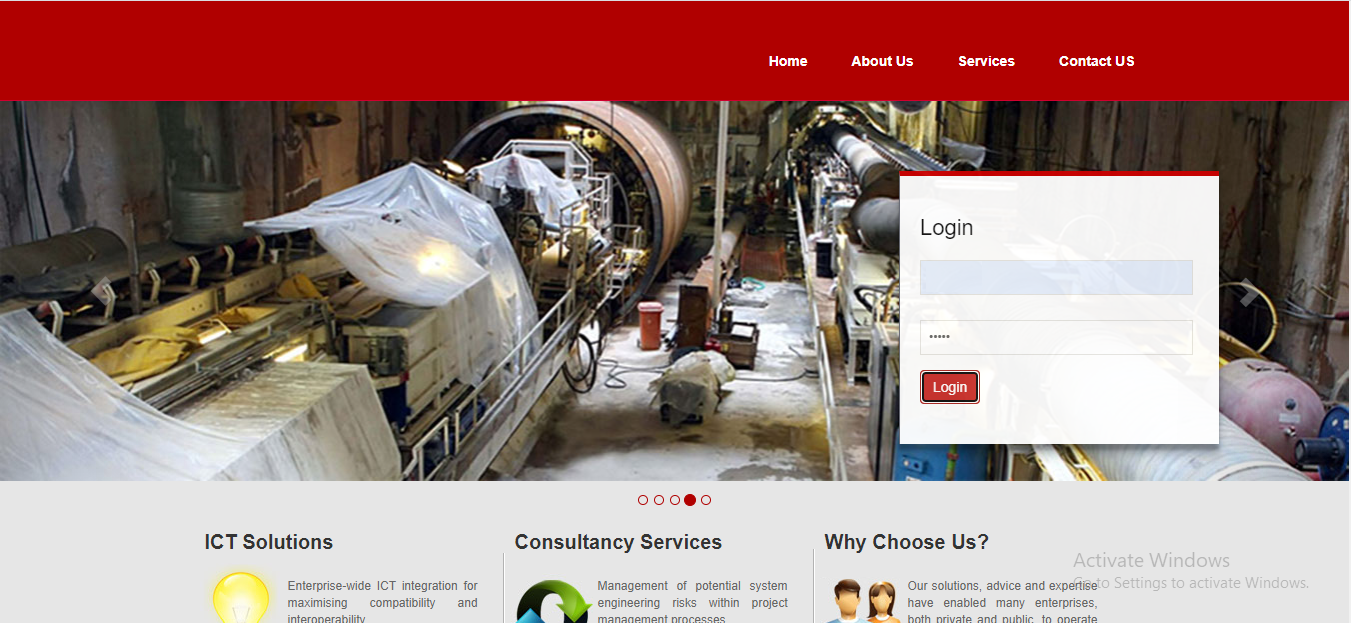 Home About Us Services Contact US
Login
•••••
Login
ICT Solutions
Enterprise-wide ICT integration for
maximising compatibility and
interoperability
Consultancy Services
Management of potential system
engineering risks within project
management processes
Why Choose Us?
Our solutions, advice and expertise
have enabled many enterprises,
both private and public, to operate
Activate Windows
Go to Settings to activate Windows.